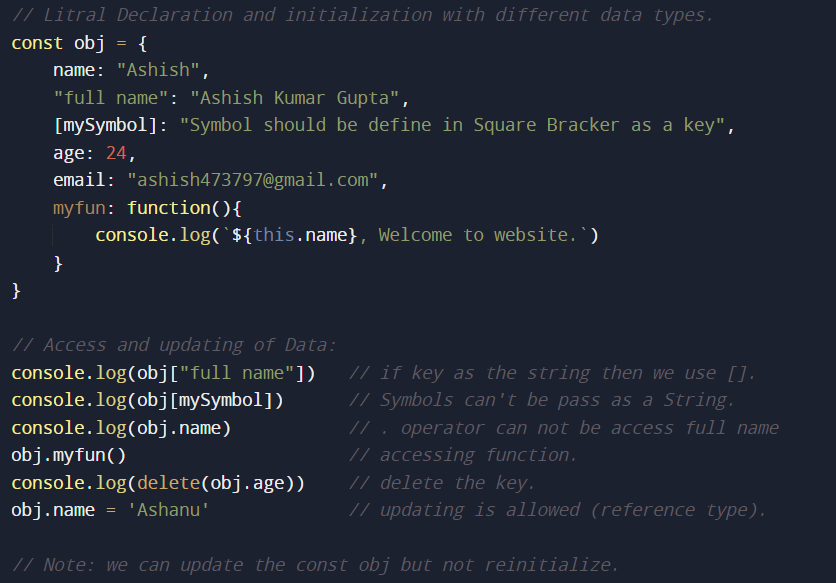 // Litral Declaration and initialization with different data types.
const obj = {
    name: "Ashish",
    "full name": "Ashish Kumar Gupta",
    [mySymbol]: "Symbol should be define in Square Bracker as a key",
    age: 24,
    email: "ashish473797@gmail.com",
    myfun: function(){
        console.log(`${this.name}, Welcome to website.`)
    }
}
// Access and updating of Data:
console.log(obj["full name"])   // if key as the string then we use [].
console.log(obj[mySymbol])      // Symbols can't be pass as a String.
console.log(obj.name)           // . operator can not be access full name
obj.myfun()                     // accessing function.
console.log(delete(obj.age))    // delete the key.
obj.name = 'Ashanu'             // updating is allowed (reference type).
// Note: we can update the const obj but not reinitialize.